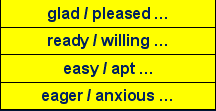 glad / pleased ...
ready / willing ...
easy / apt ...
eager / anxious ...